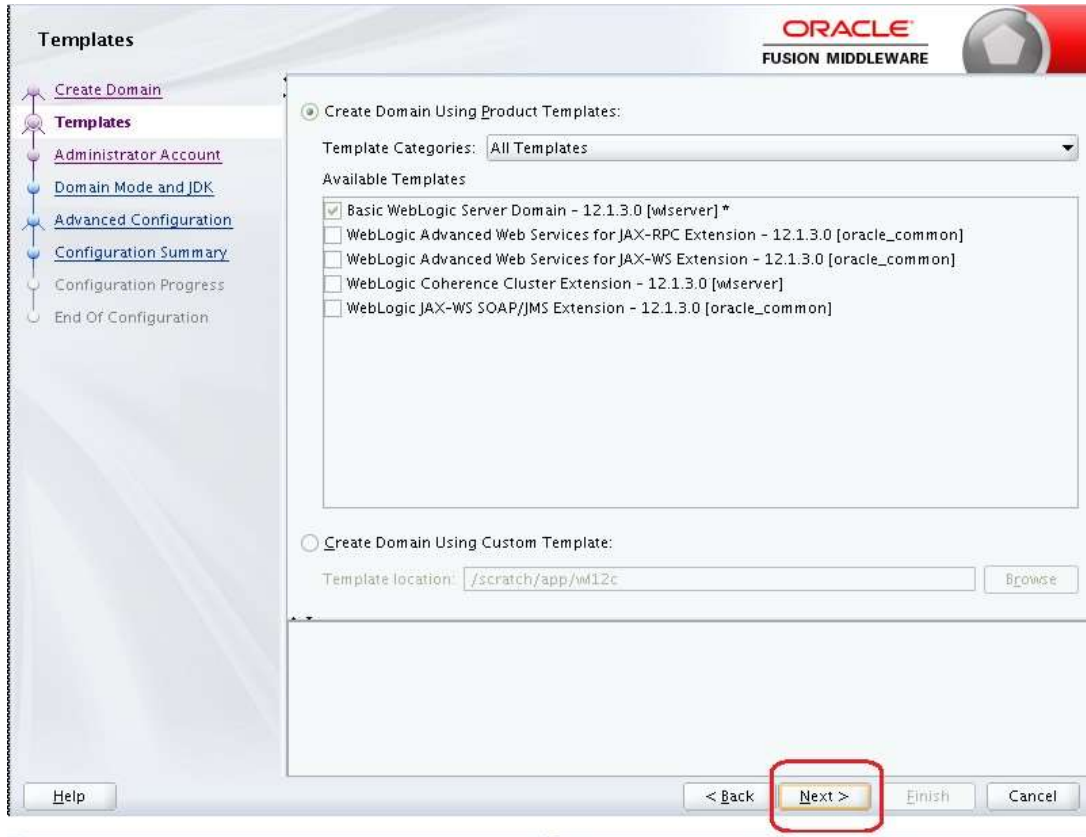 Templates
ORACLE
FUSION MIDDLEWARE
Create Domain
Templates
Administrator Account
Domain Mode and JDK
Advanced Configuration
Configuration Summary
Configuration Progress
End Of Configuration
Create Domain Using Product Templates:
Template Categories: All Templates
Available Templates
Basic WebLogic Server Domain - 12.1.3.0 [wlserver] *
WebLogic Advanced Web Services for JAX-RPC Extension - 12.1.3.0 [oracle_common]
WebLogic Advanced Web Services for JAX-WS Extension - 12.1.3.0 [oracle_common]
WebLogic Coherence Cluster Extension - 12.1.3.0 [wlserver]
WebLogic JAX-WS SOAP/JMS Extension - 12.1.3.0 [oracle_common]
Create Domain Using Custom Template:
Template location: /scratch/app/wl12c Browse
Help < Back Next > Finish Cancel